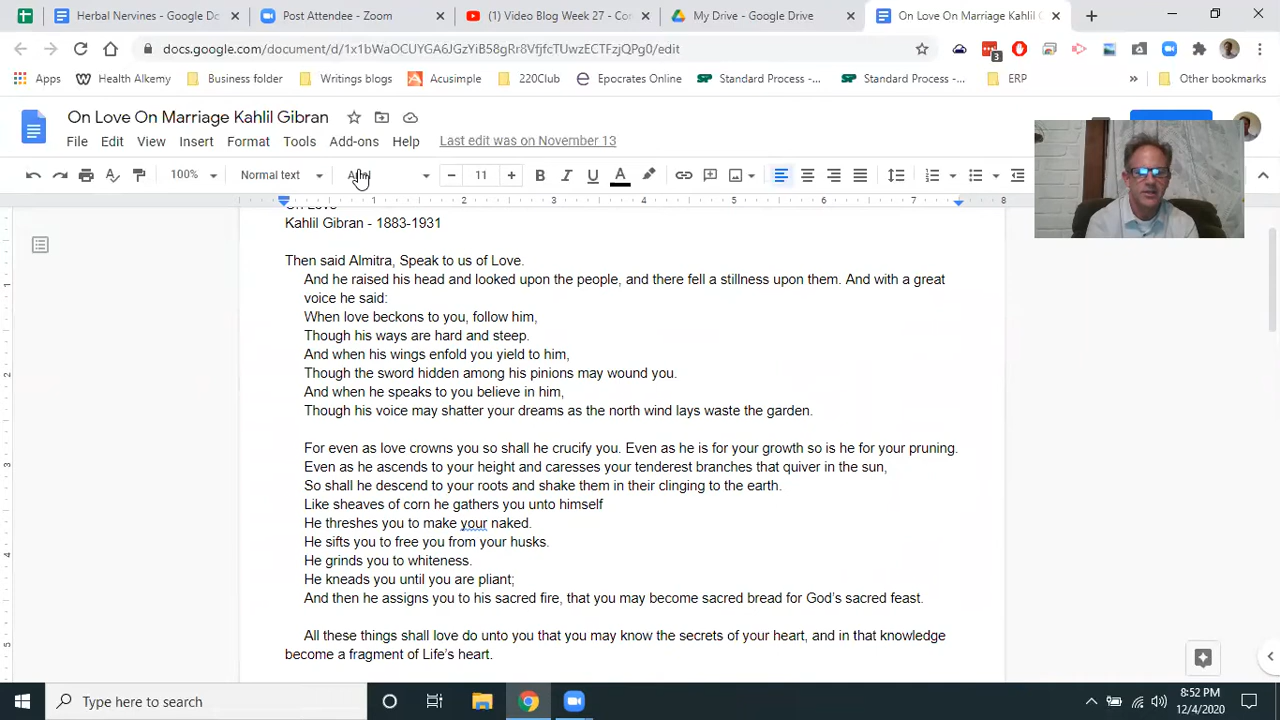 Herbal Nervines - Google Do
Post Attendee - Zoom
(1) Video Blog Week 27 - Co
My Drive - Google Drive
On Love On Marriage Kahlil G
docs.google.com/document/d/1x1bWaOCUYGA6JGzYiB58gRr8VfjfcTUwzECTFzjQPg0/edit
3
Apps
Health Alkemy
Business folder
Writings blogs
Acusimple
220Club
Epocrates Online
Standard Process -...
Standard Process -...
ERP
Other bookmarks
On Love On Marriage Kahlil Gibran
File Edit View Insert Format Tools Add-ons Help Last edit was on November 13
100% Normal text Arial 11
2 3 4 5 6 7 8
Kahlil Gibran - 1883-1931
Then said Almitra, Speak to us of Love.
And he raised his head and looked upon the people, and there fell a stillness upon them. And with a great
voice he said:
When love beckons to you, follow him,
Though his ways are hard and steep.
And when his wings enfold you yield to him,
Though the sword hidden among his pinions may wound you.
And when he speaks to you believe in him,
Though his voice may shatter your dreams as the north wind lays waste the garden.
For even as love crowns you so shall he crucify you. Even as he is for your growth so is he for your pruning.
Even as he ascends to your height and caresses your tenderest branches that quiver in the sun,
So shall he descend to your roots and shake them in their clinging to the earth.
Like sheaves of corn he gathers you unto himself
He threshes you to make your naked.
He sifts you to free you from your husks.
He grinds you to whiteness.
He kneads you until you are pliant;
And then he assigns you to his sacred fire, that you may become sacred bread for God's sacred feast.
All these things shall love do unto you that you may know the secrets of your heart, and in that knowledge
become a fragment of Life's heart.
1
2
3
4
5
Type here to search
8:52 PM
12/4/2020